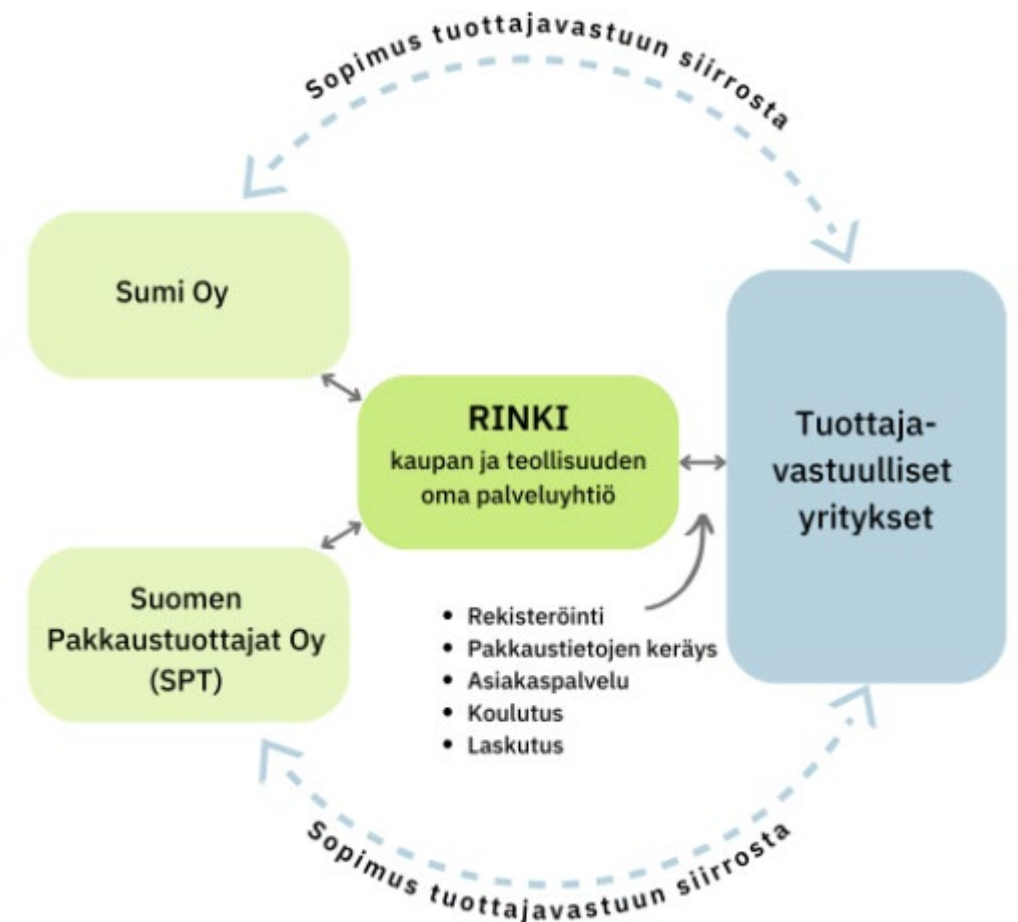 Sopimus tuottajavastuun siirrosta
Sumi Oy
RINKI
kaupan ja teollisuuden
oma palveluyhtiö
Tuottaja-
vastuulliset
yritykset
Suomen
Pakkaustuottajat Oy
(SPT)
• Rekisteröinti
• Pakkaustietojen keräys
• Asiakaspalvelu
• Koulutus
• Laskutus
Sopimus tuottajavastuun siirrosta